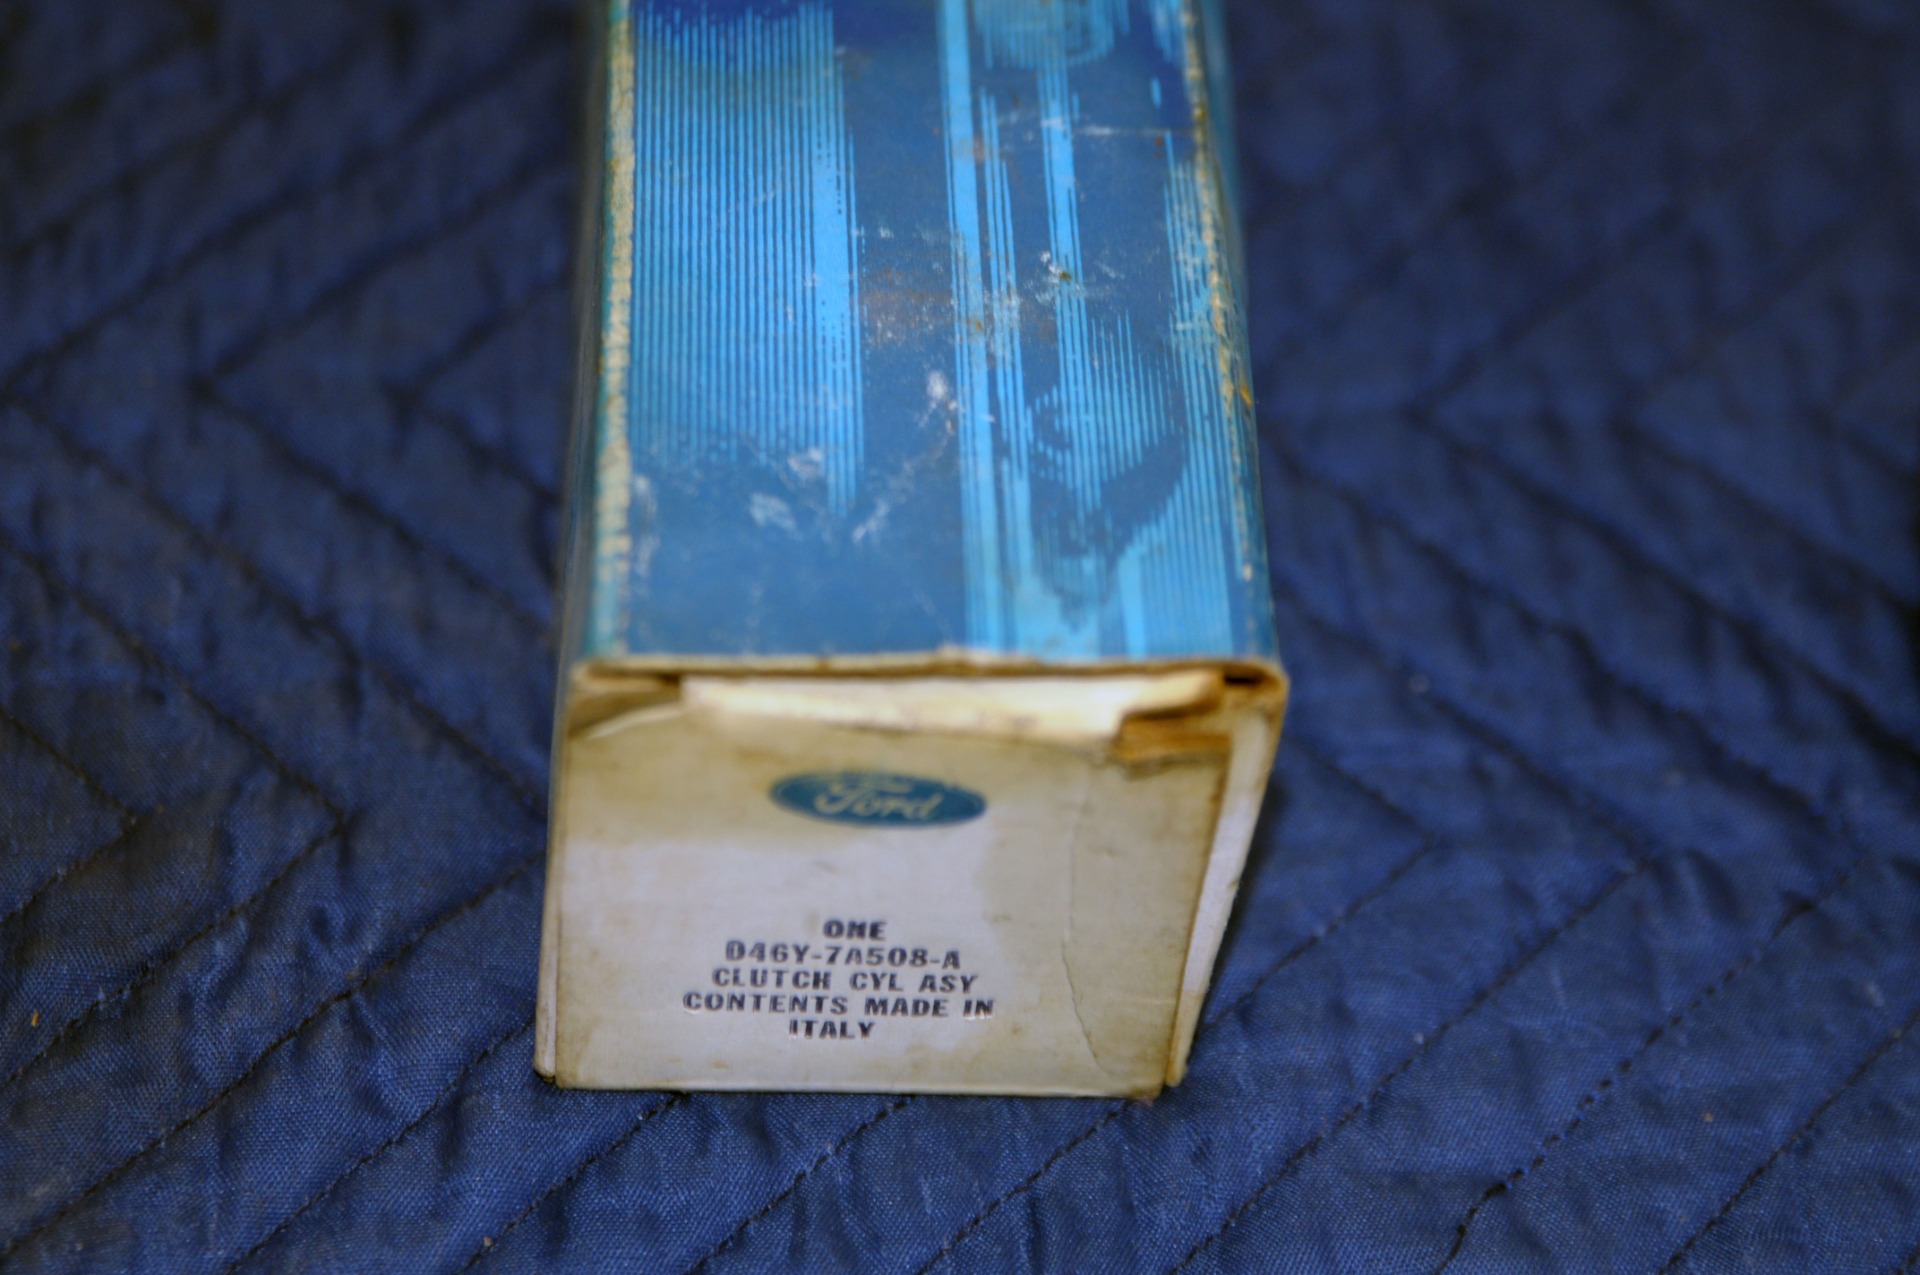 Ford
ONE
D46Y-7A508-A
CLUTCH CYL ASY
CONTENTS MADE IN
ITALY